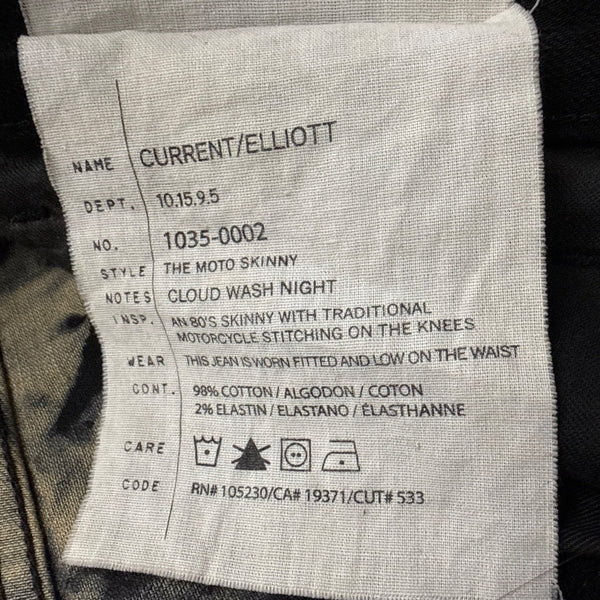 NAME CURRENT/ELLIOTT
DEPT. 10.15.9.5
NO. 1035-0002
STYLE THE MOTO SKINNY
NOTES CLOUD WASH NIGHT
INSP. AN 80'S SKINNY WITH TRADITIONAL
MOTORCYCLE STITCHING ON THE KNEES
WEAR THIS JEAN IS WORN FITTED AND LOW ON THE WAIST
CONT. 98% COTTON / ALGODON / COTON
2% ELASTIN / ELASTANO / ÉLASTHANNE
CARE
CODE RN# 105230/CA# 19371/CUT# 533